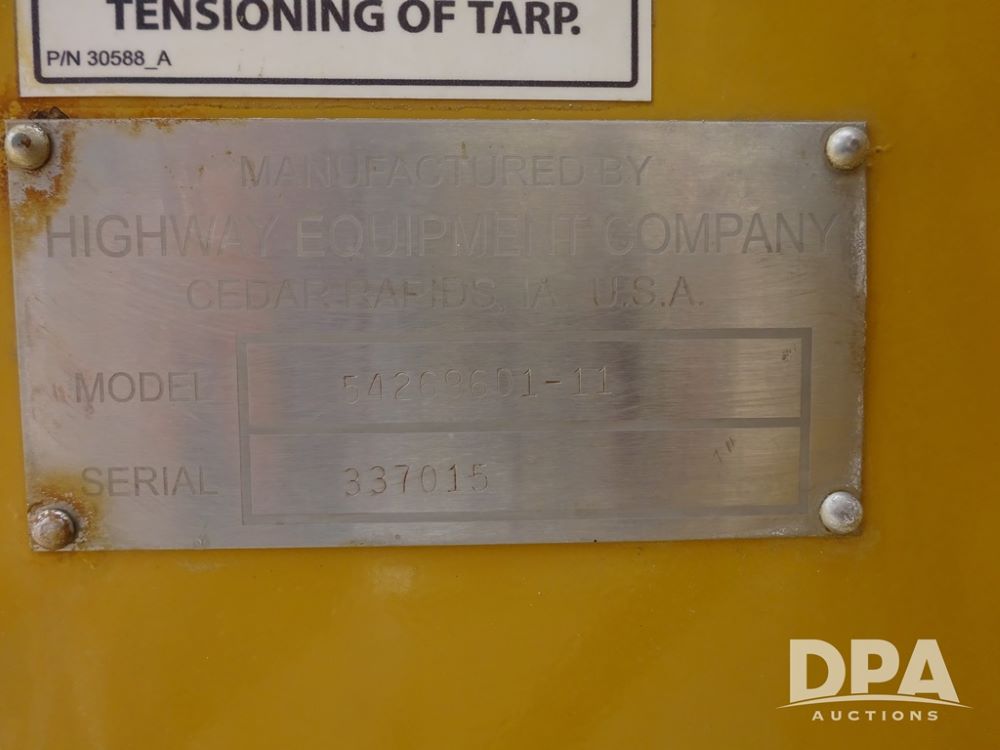 TENSIONING OF TARP.
P/N 30588_A
MANUFACTURED BY
HIGHWAY EQUIPMENT COMPANY
CEDAR RAPIDS, IA U.S.A.
MODEL
SERIAL 337015
DPA
AUCTIONS